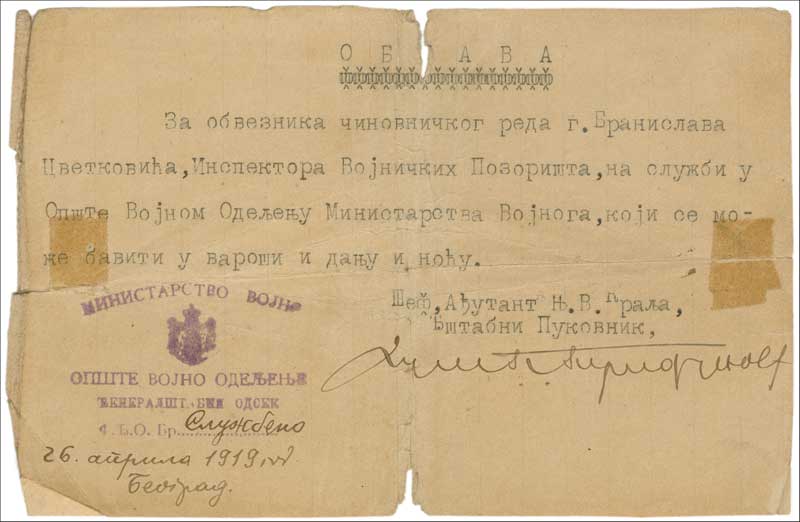 О Б Ј А В А
За обвезника чиновничког реда г. Бранислава
Цветковића, Инспектора Војничких Позоришта, на служби у
Опште Војном Одељењу Министарства Војнога, који се мо-
же бавити у вароши и дању и ноћу.
Шеф, Ађутант Њ. В. Краља,
Ђштабни Пуковник,
МИНИСТАРСТВО ВОЈНО
ОПШТЕ ВОЈНО ОДЕЉЕЊЕ
ЂЕНЕРАЛШТ.БНИ ОДСЕК
Бр. Службено
26. априла 1919 год
Београд.